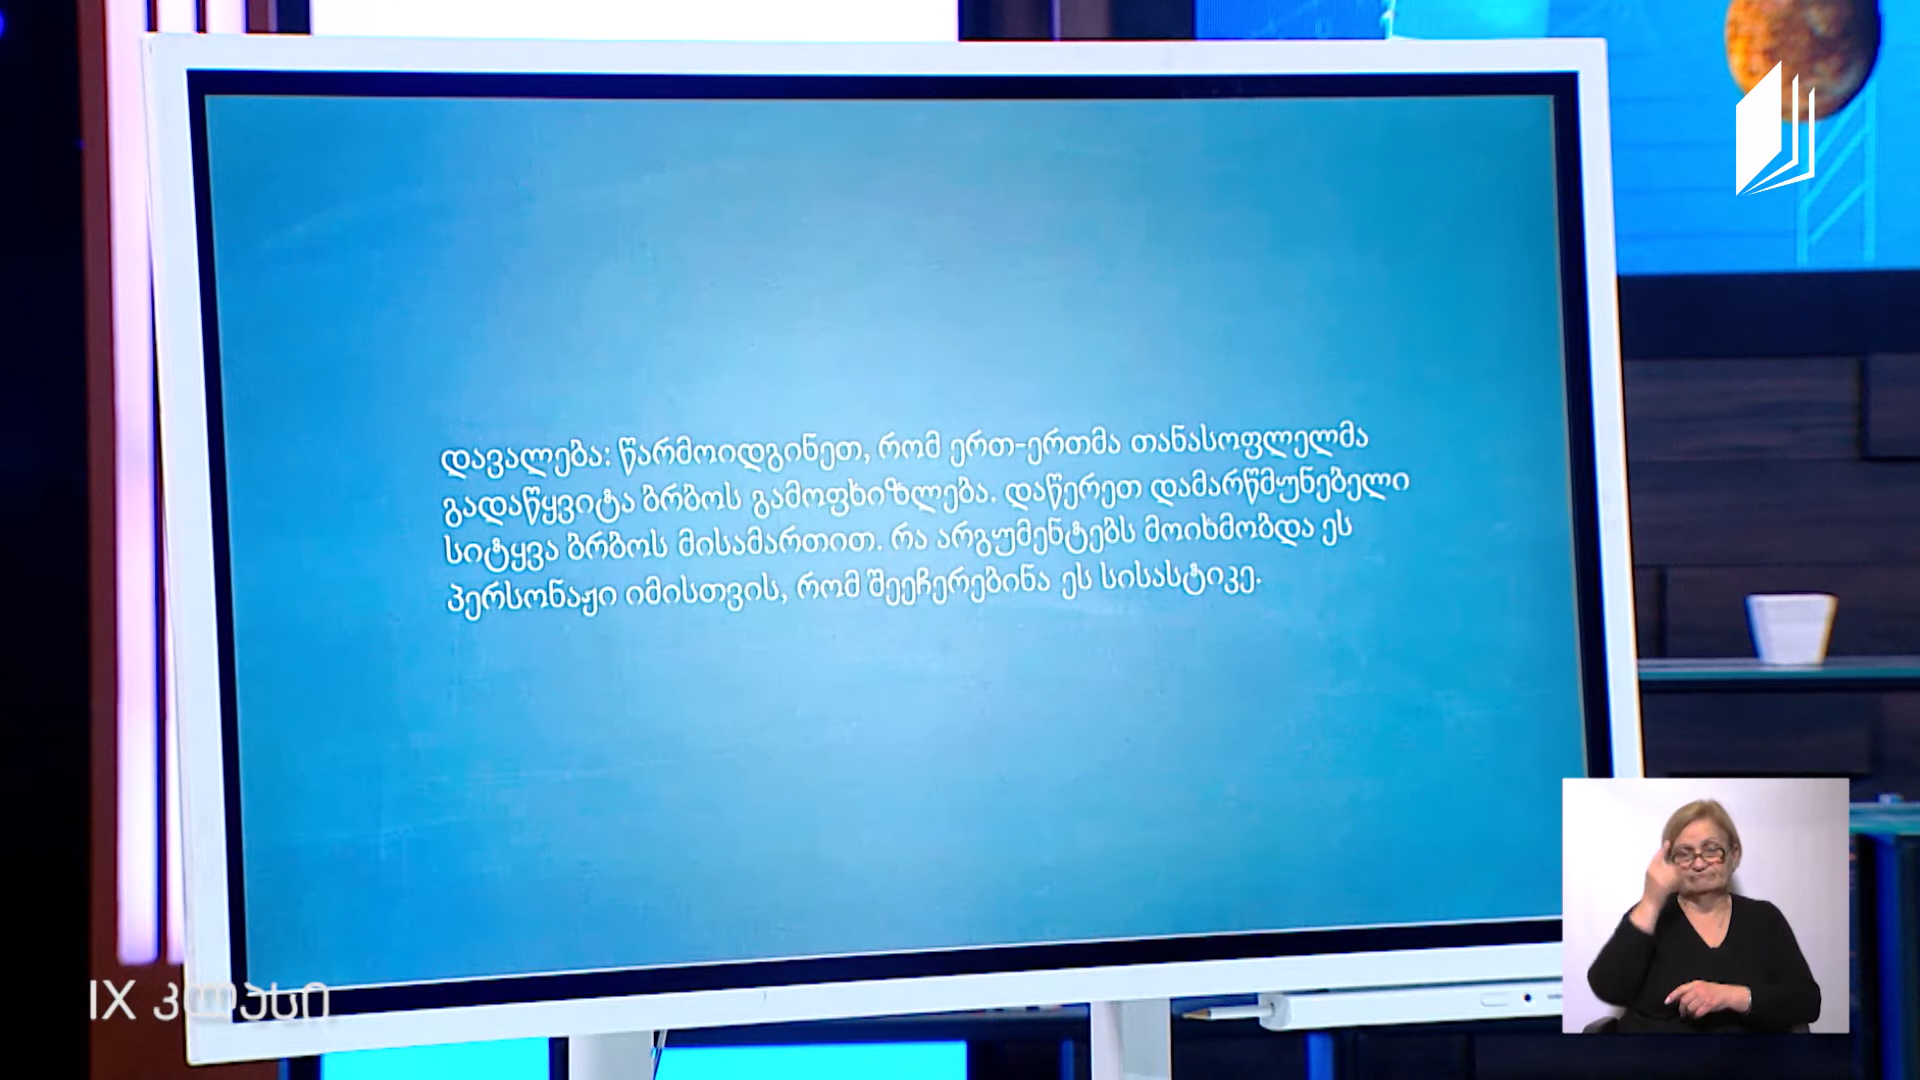 დავალება: წარმოიდგინეთ, რომ ერთ-ერთმა თანასოფლელმა
გადაწყვიტა ბრბოს გამოფხიზლება. დაწერეთ დამარწმუნებელი
სიტყვა ბრბოს მისამართით. რა არგუმენტებს მოიხმობდა ეს
პერსონაჟი იმისთვის, რომ შეეჩერებინა ეს სისასტიკე.
IX კლასი